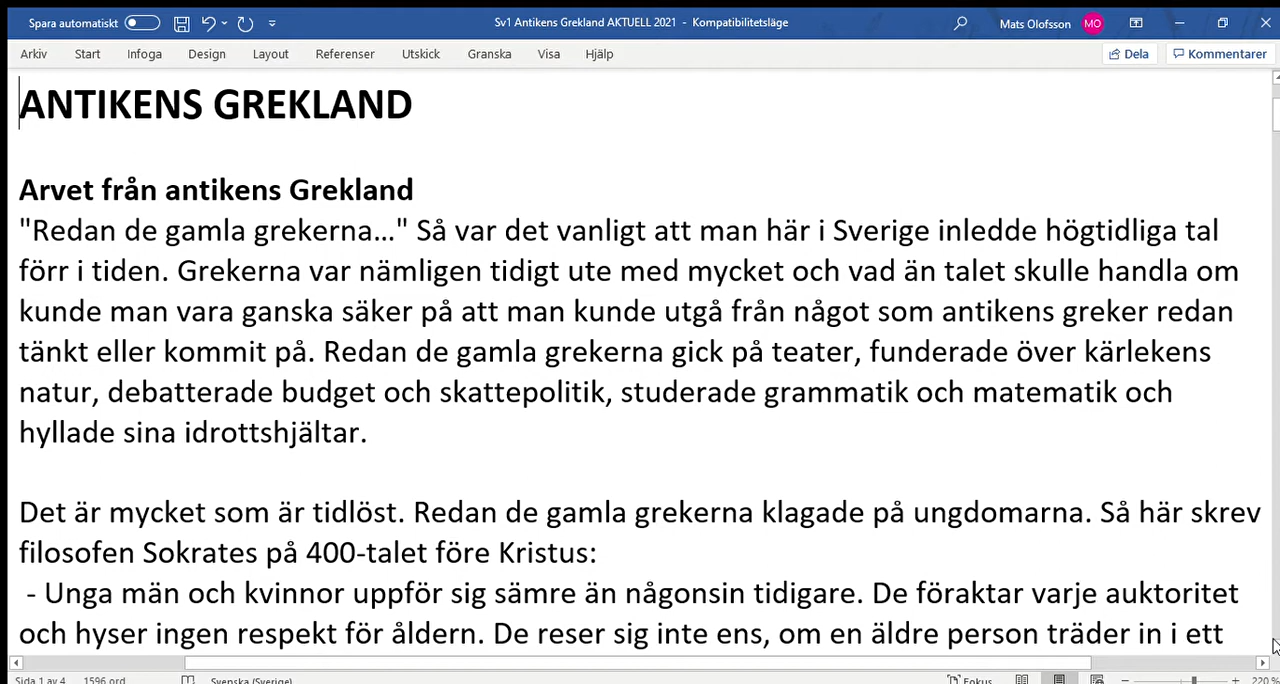 Spara automatiskt
Sv1 Antikens Grekland AKTUELL 2021 - Kompatibilitetsläge
Mats Olofsson MO
Arkiv Start Infoga Design Layout Referenser Utskick Granska Visa Hjälp Dela Kommentarer
ANTIKENS GREKLAND
Arvet från antikens Grekland
"Redan de gamla grekerna..." Så var det vanligt att man här i Sverige inledde högtidliga tal
förr i tiden. Grekerna var nämligen tidigt ute med mycket och vad än talet skulle handla om
kunde man vara ganska säker på att man kunde utgå från något som antikens greker redan
tänkt eller kommit på. Redan de gamla grekerna gick på teater, funderade över kärlekens
natur, debatterade budget och skattepolitik, studerade grammatik och matematik och
hyllade sina idrottshjältar.
Det är mycket som är tidlöst. Redan de gamla grekerna klagade på ungdomarna. Så här skrev
filosofen Sokrates på 400-talet före Kristus:
- Unga män och kvinnor uppför sig sämre än någonsin tidigare. De föraktar varje auktoritet
och hyser ingen respekt för åldern. De reser sig inte ens, om en äldre person träder in i ett
Sida 1 av 4 1596 ord Svenska (Sverige) Fokus 220 %